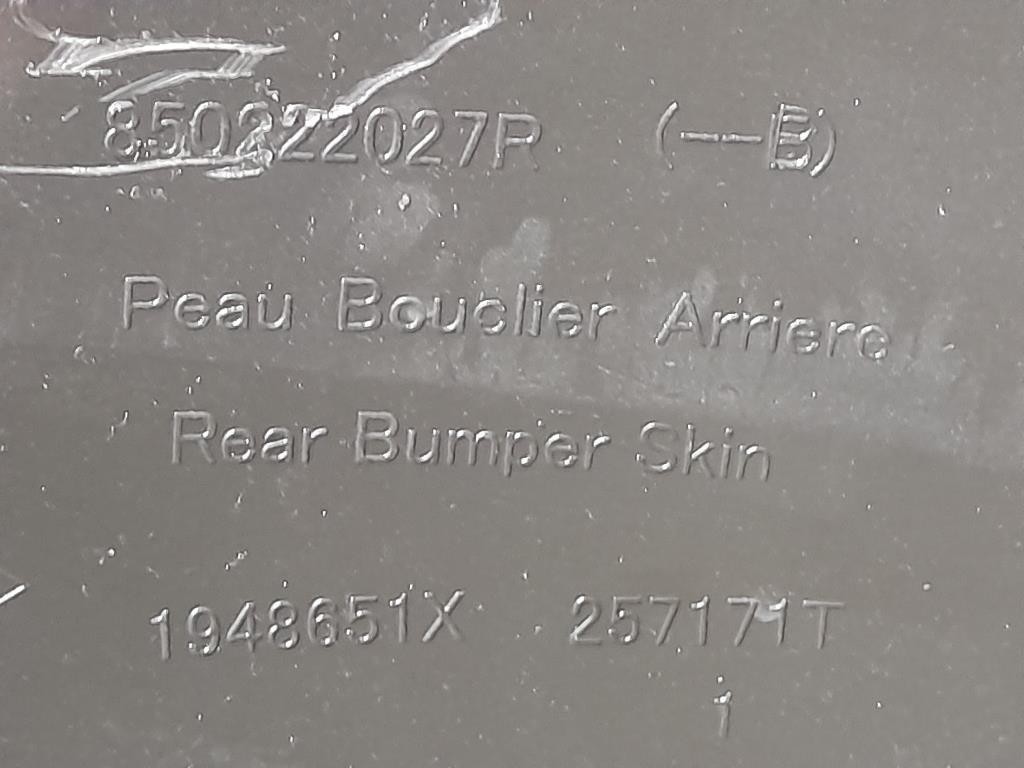 850222027R (--B)
Peau Bouclier Arriere
Rear Bumper Skin
1948651X 257171T
1